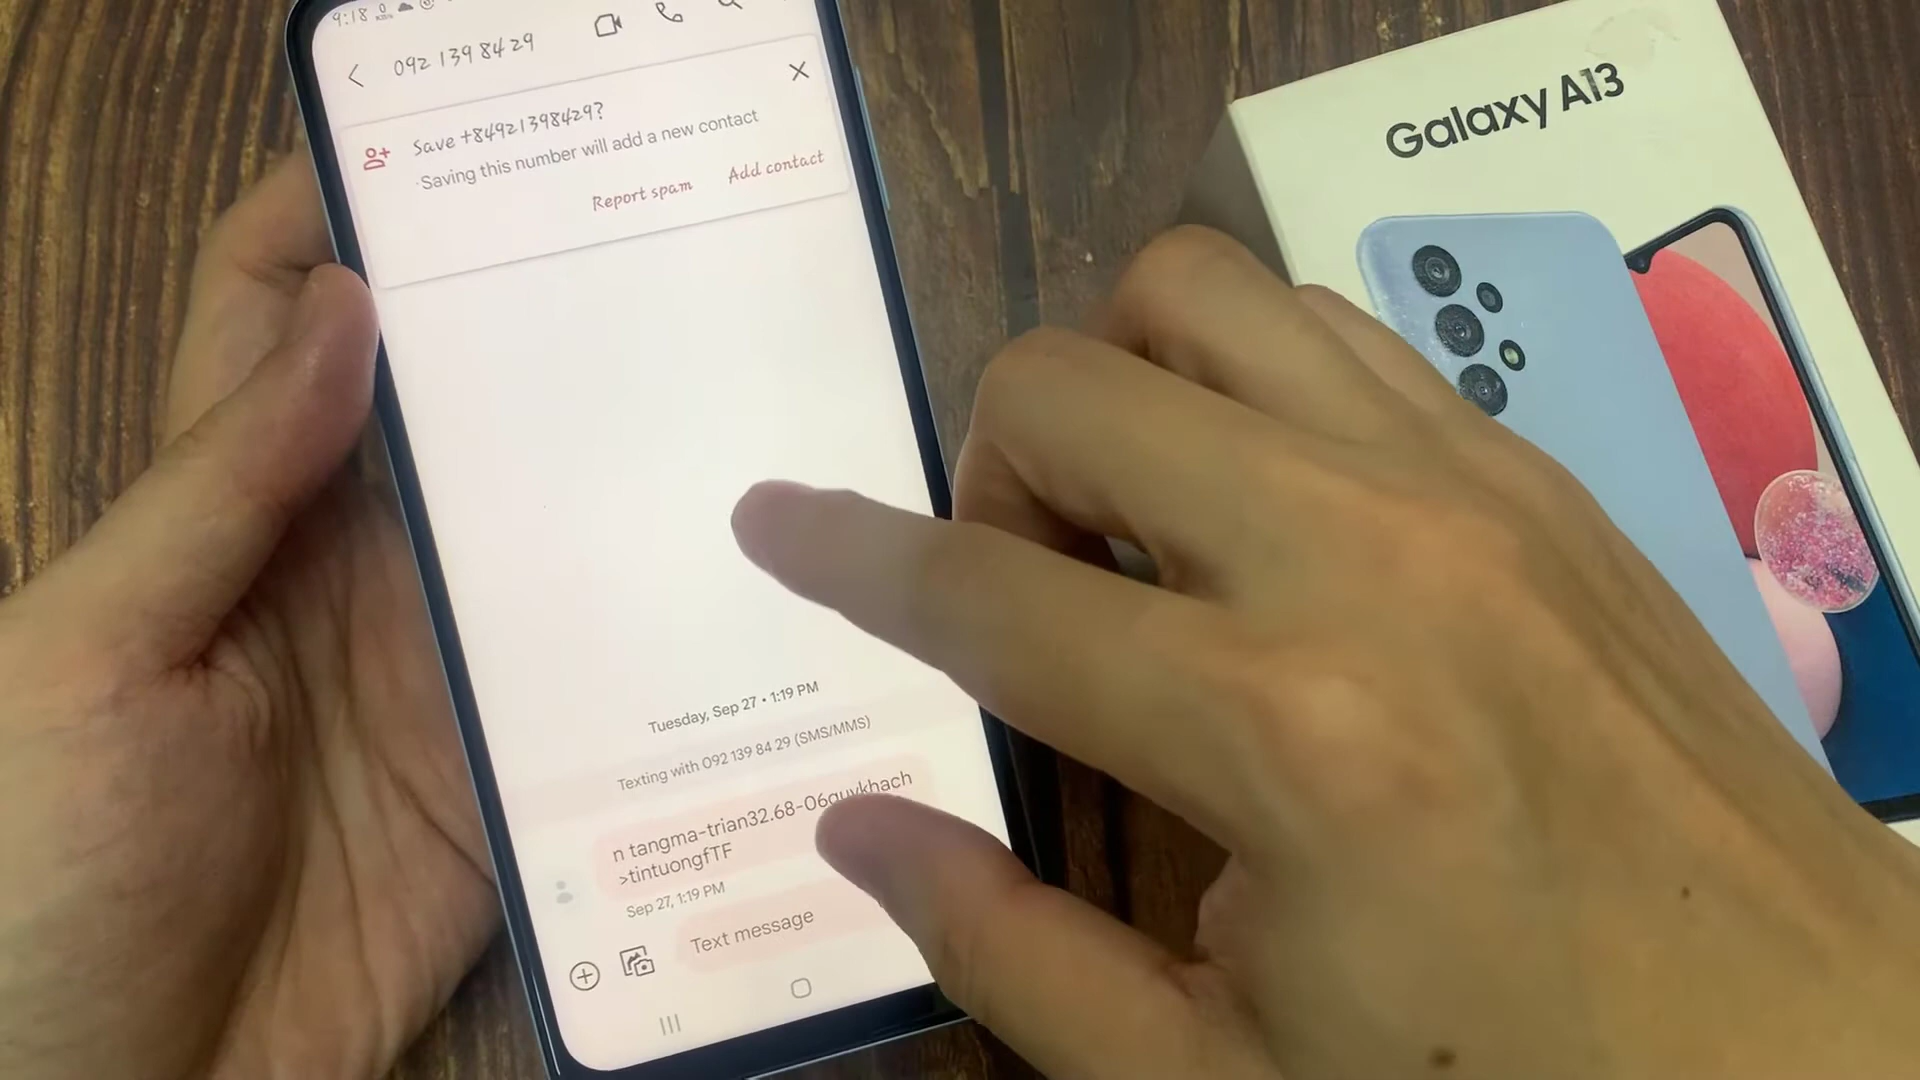 9:18
092 139 84 29
Save +84921398429?
·Saving this number will add a new contact
Report spam Add contact
Tuesday, Sep 27 • 1:19 PM
Texting with 092 139 84 29 (SMS/MMS)
n tangma-trian32.68-06quykhach
>tintuongfTF
Sep 27, 1:19 PM
Text message
Galaxy A13